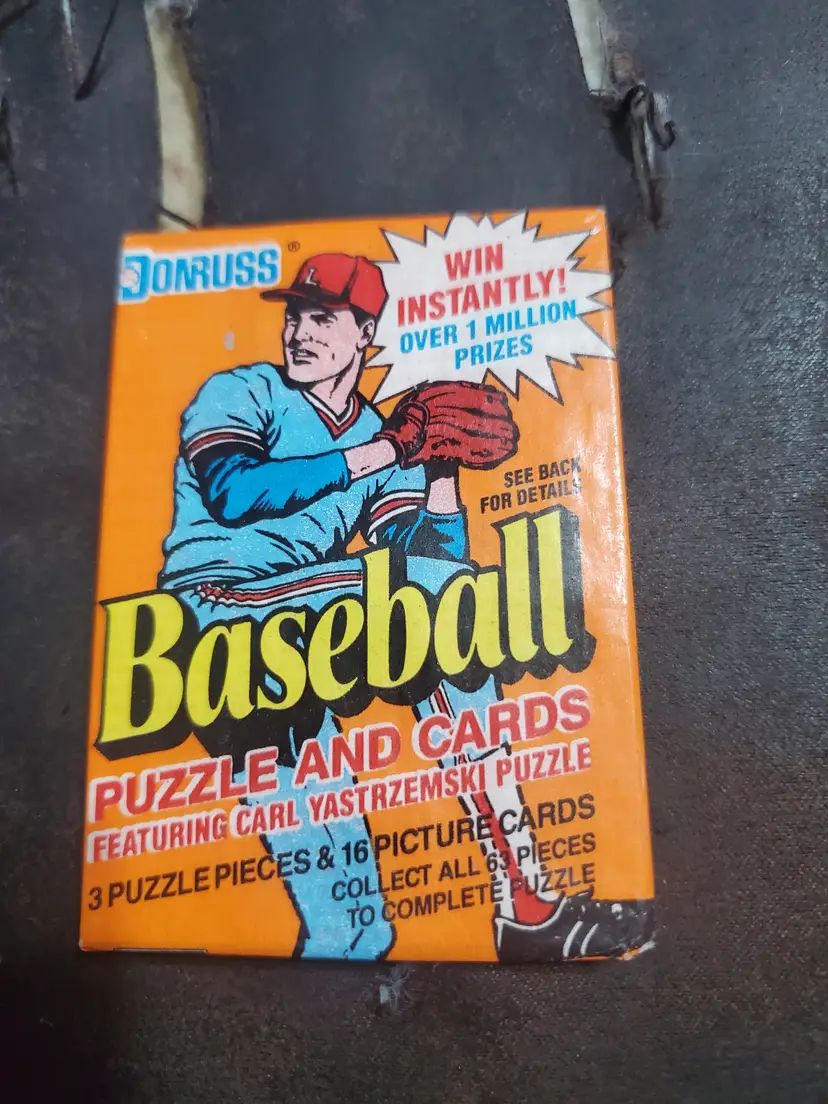 DONRUSS®
WIN
INSTANTLY!
OVER 1 MILLION
PRIZES
L
SEE BACK
FOR DETAILS
Baseball
PUZZLE AND CARDS
FEATURING CARL YASTRZEMSKI PUZZLE
3 PUZZLE PIECES & 16 PICTURE CARDS
COLLECT ALL 63 PIECES
TO COMPLETE PUZZLE